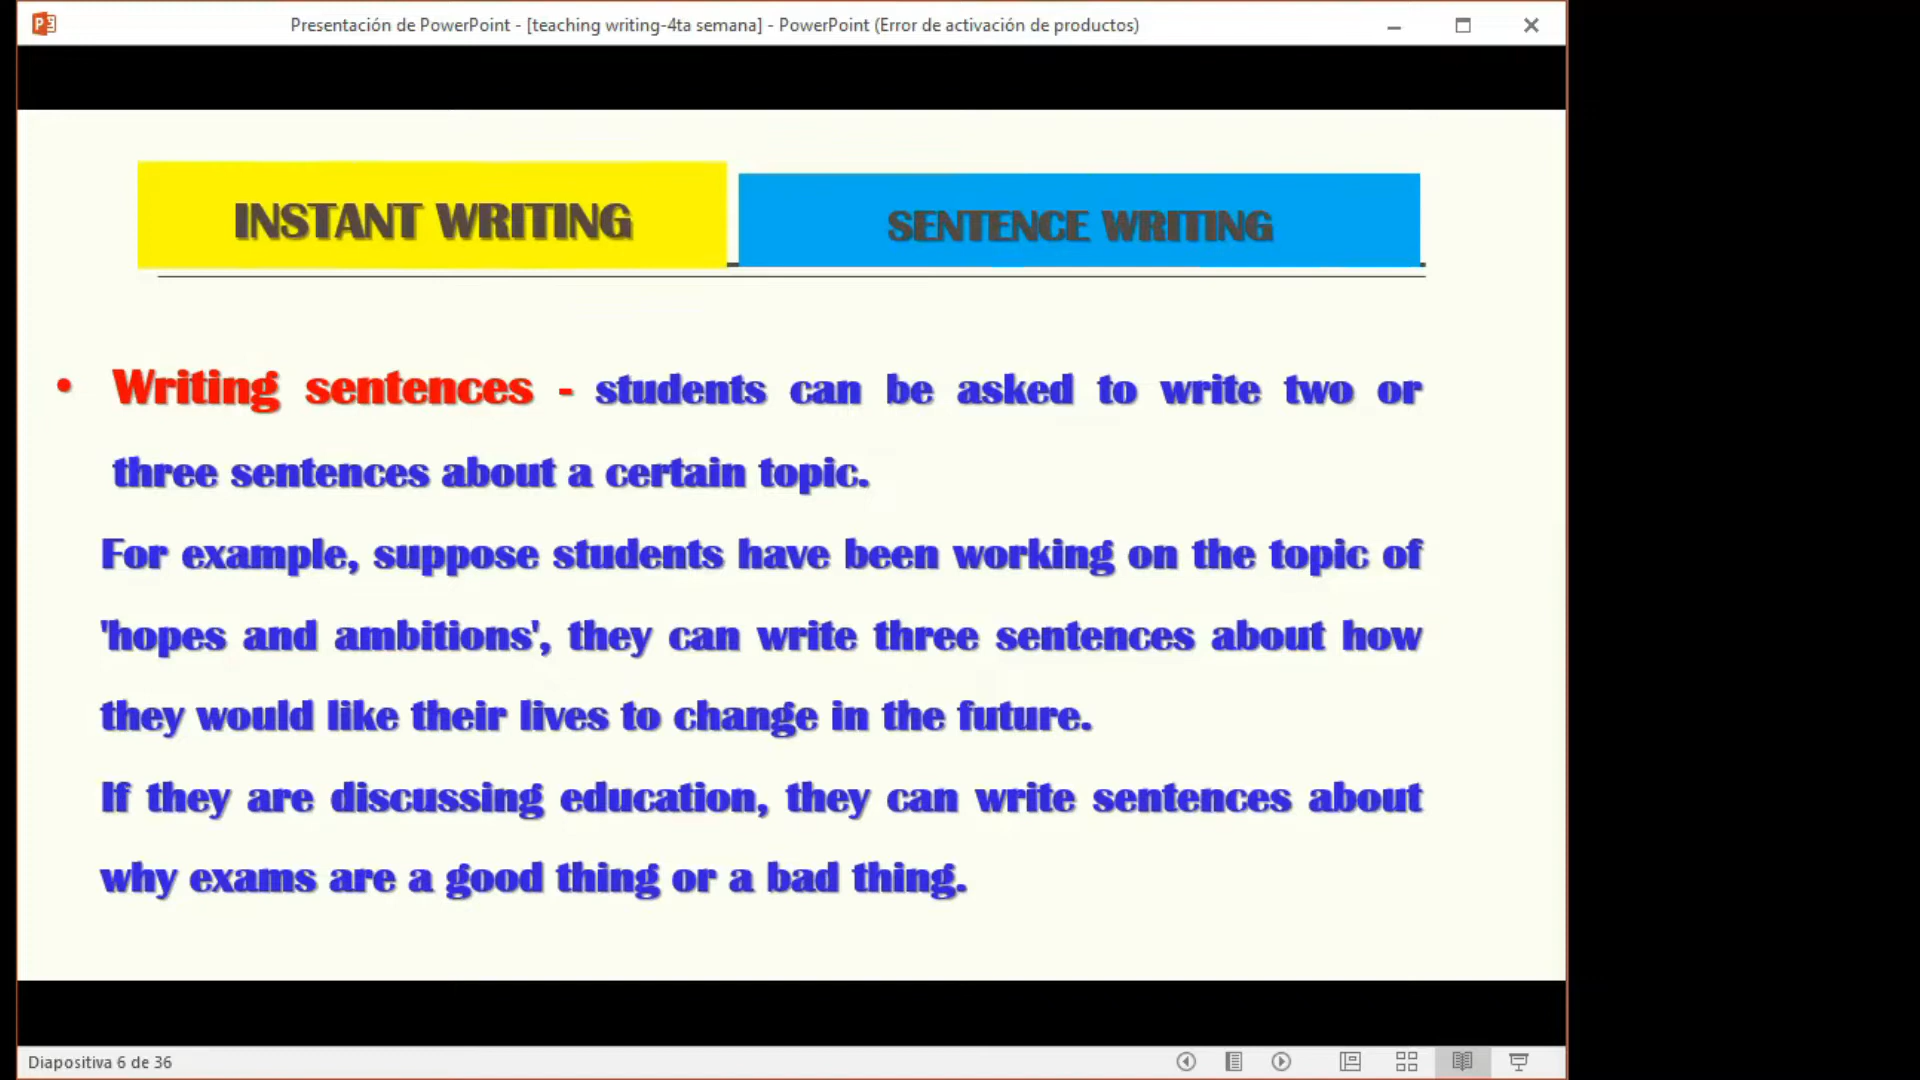 Presentación de PowerPoint - [teaching writing-4ta semana] - PowerPoint (Error de activación de productos)
INSTANT WRITING
SENTENCE WRITING
• Writing sentences - students can be asked to write two or
three sentences about a certain topic.
For example, suppose students have been working on the topic of
'hopes and ambitions', they can write three sentences about how
they would like their lives to change in the future.
If they are discussing education, they can write sentences about
why exams are a good thing or a bad thing.
Diapositiva 6 de 36